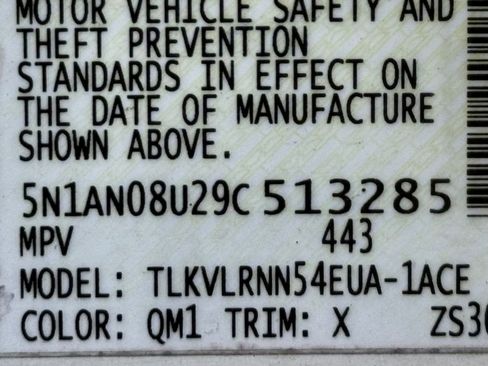 MOTOR VEHICLE SAFETY AND
THEFT PREVENTION
STANDARDS IN EFFECT ON
THE DATE OF MANUFACTURE
SHOWN ABOVE.
5N1AN08U29C 513285
MPV 443
MODEL: TLKVLRNN54EUA-1ACE
COLOR: QM1 TRIM: X ZS30